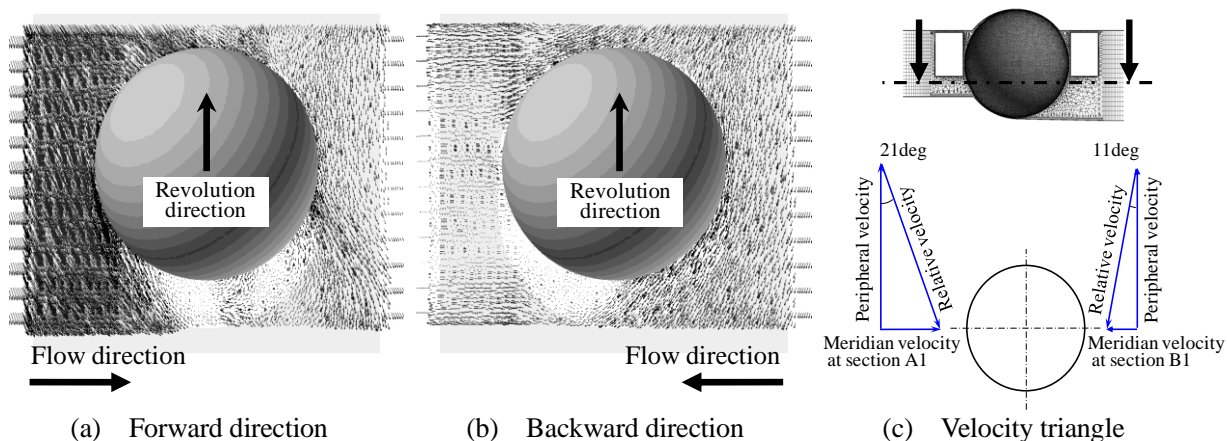 Revolution
direction
Flow direction
(a) Forward direction
Revolution
direction
Flow direction
(b) Backward direction
21deg
11deg
Peripheral velocity
Relative velocity
Relative velocity
Peripheral velocity
Meridian velocity
at section A1
Meridian velocity
at section B1
(c) Velocity triangle